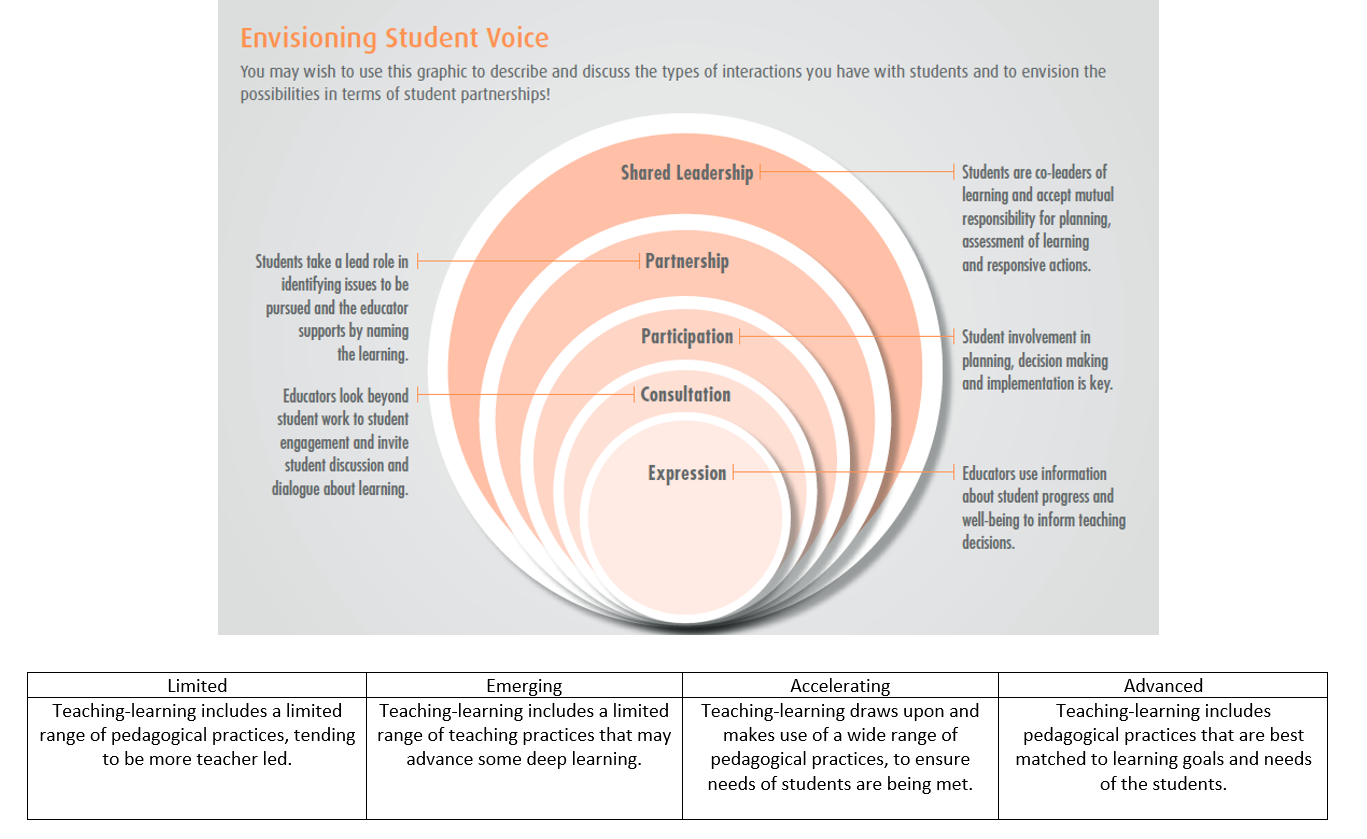 Envisioning Student Voice
You may wish to use this graphic to describe and discuss the types of interactions you have with students and to envision the
possibilities in terms of student partnerships!
Shared Leadership
Students are co-leaders of
learning and accept mutual
responsibility for planning,
assessment of learning
and responsive actions.
Students take a lead role in
identifying issues to be
pursued and the educator
supports by naming
the learning.
Partnership
Participation
Student involvement in
planning, decision making
and implementation is key.
Educators look beyond
student work to student
engagement and invite
student discussion and
dialogue about learning.
Consultation
Expression
Educators use information
about student progress and
well-being to inform teaching
decisions.
Limited
Teaching-learning includes a limited
range of pedagogical practices, tending
to be more teacher led.
Emerging
Teaching-learning includes a limited
range of teaching practices that may
advance some deep learning.
Accelerating
Teaching-learning draws upon and
makes use of a wide range of
pedagogical practices, to ensure
needs of students are being met.
Advanced
Teaching-learning includes
pedagogical practices that are best
matched to learning goals and needs
of the students.